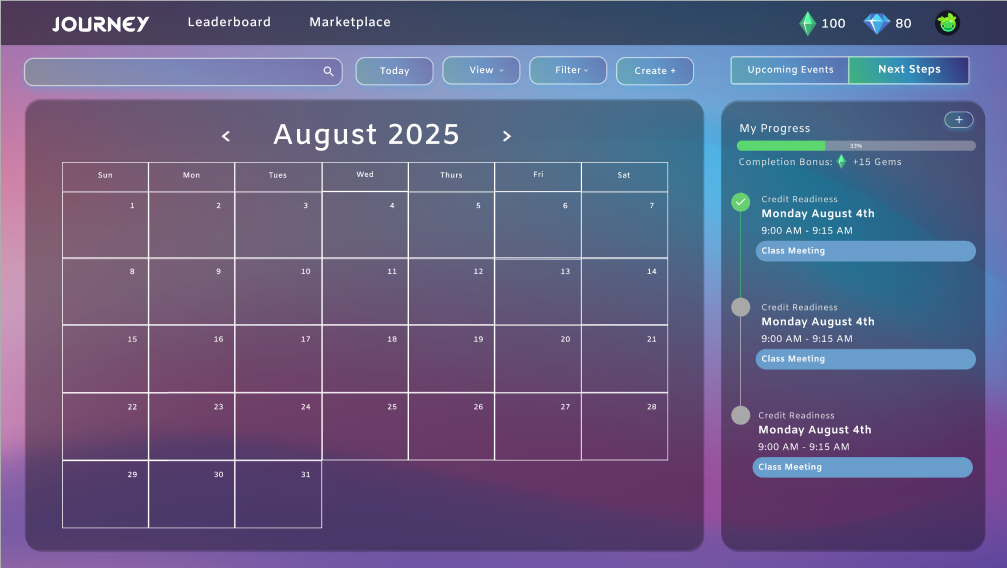 JOURNEY Leaderboard Marketplace 100 80
Today View Filter Create + Upcoming Events Next Steps
< August 2025 >
Sun Mon Tues Wed Thurs Fri Sat
1 2 3 4 5 6 7
8 9 10 11 12 13 14
15 16 17 18 19 20 21
22 23 24 25 26 27 28
29 30 31
My Progress +
33%
Completion Bonus: +15 Gems
Credit Readiness
Monday August 4th
9:00 AM - 9:15 AM
Class Meeting
Credit Readiness
Monday August 4th
9:00 AM - 9:15 AM
Class Meeting
Credit Readiness
Monday August 4th
9:00 AM - 9:15 AM
Class Meeting